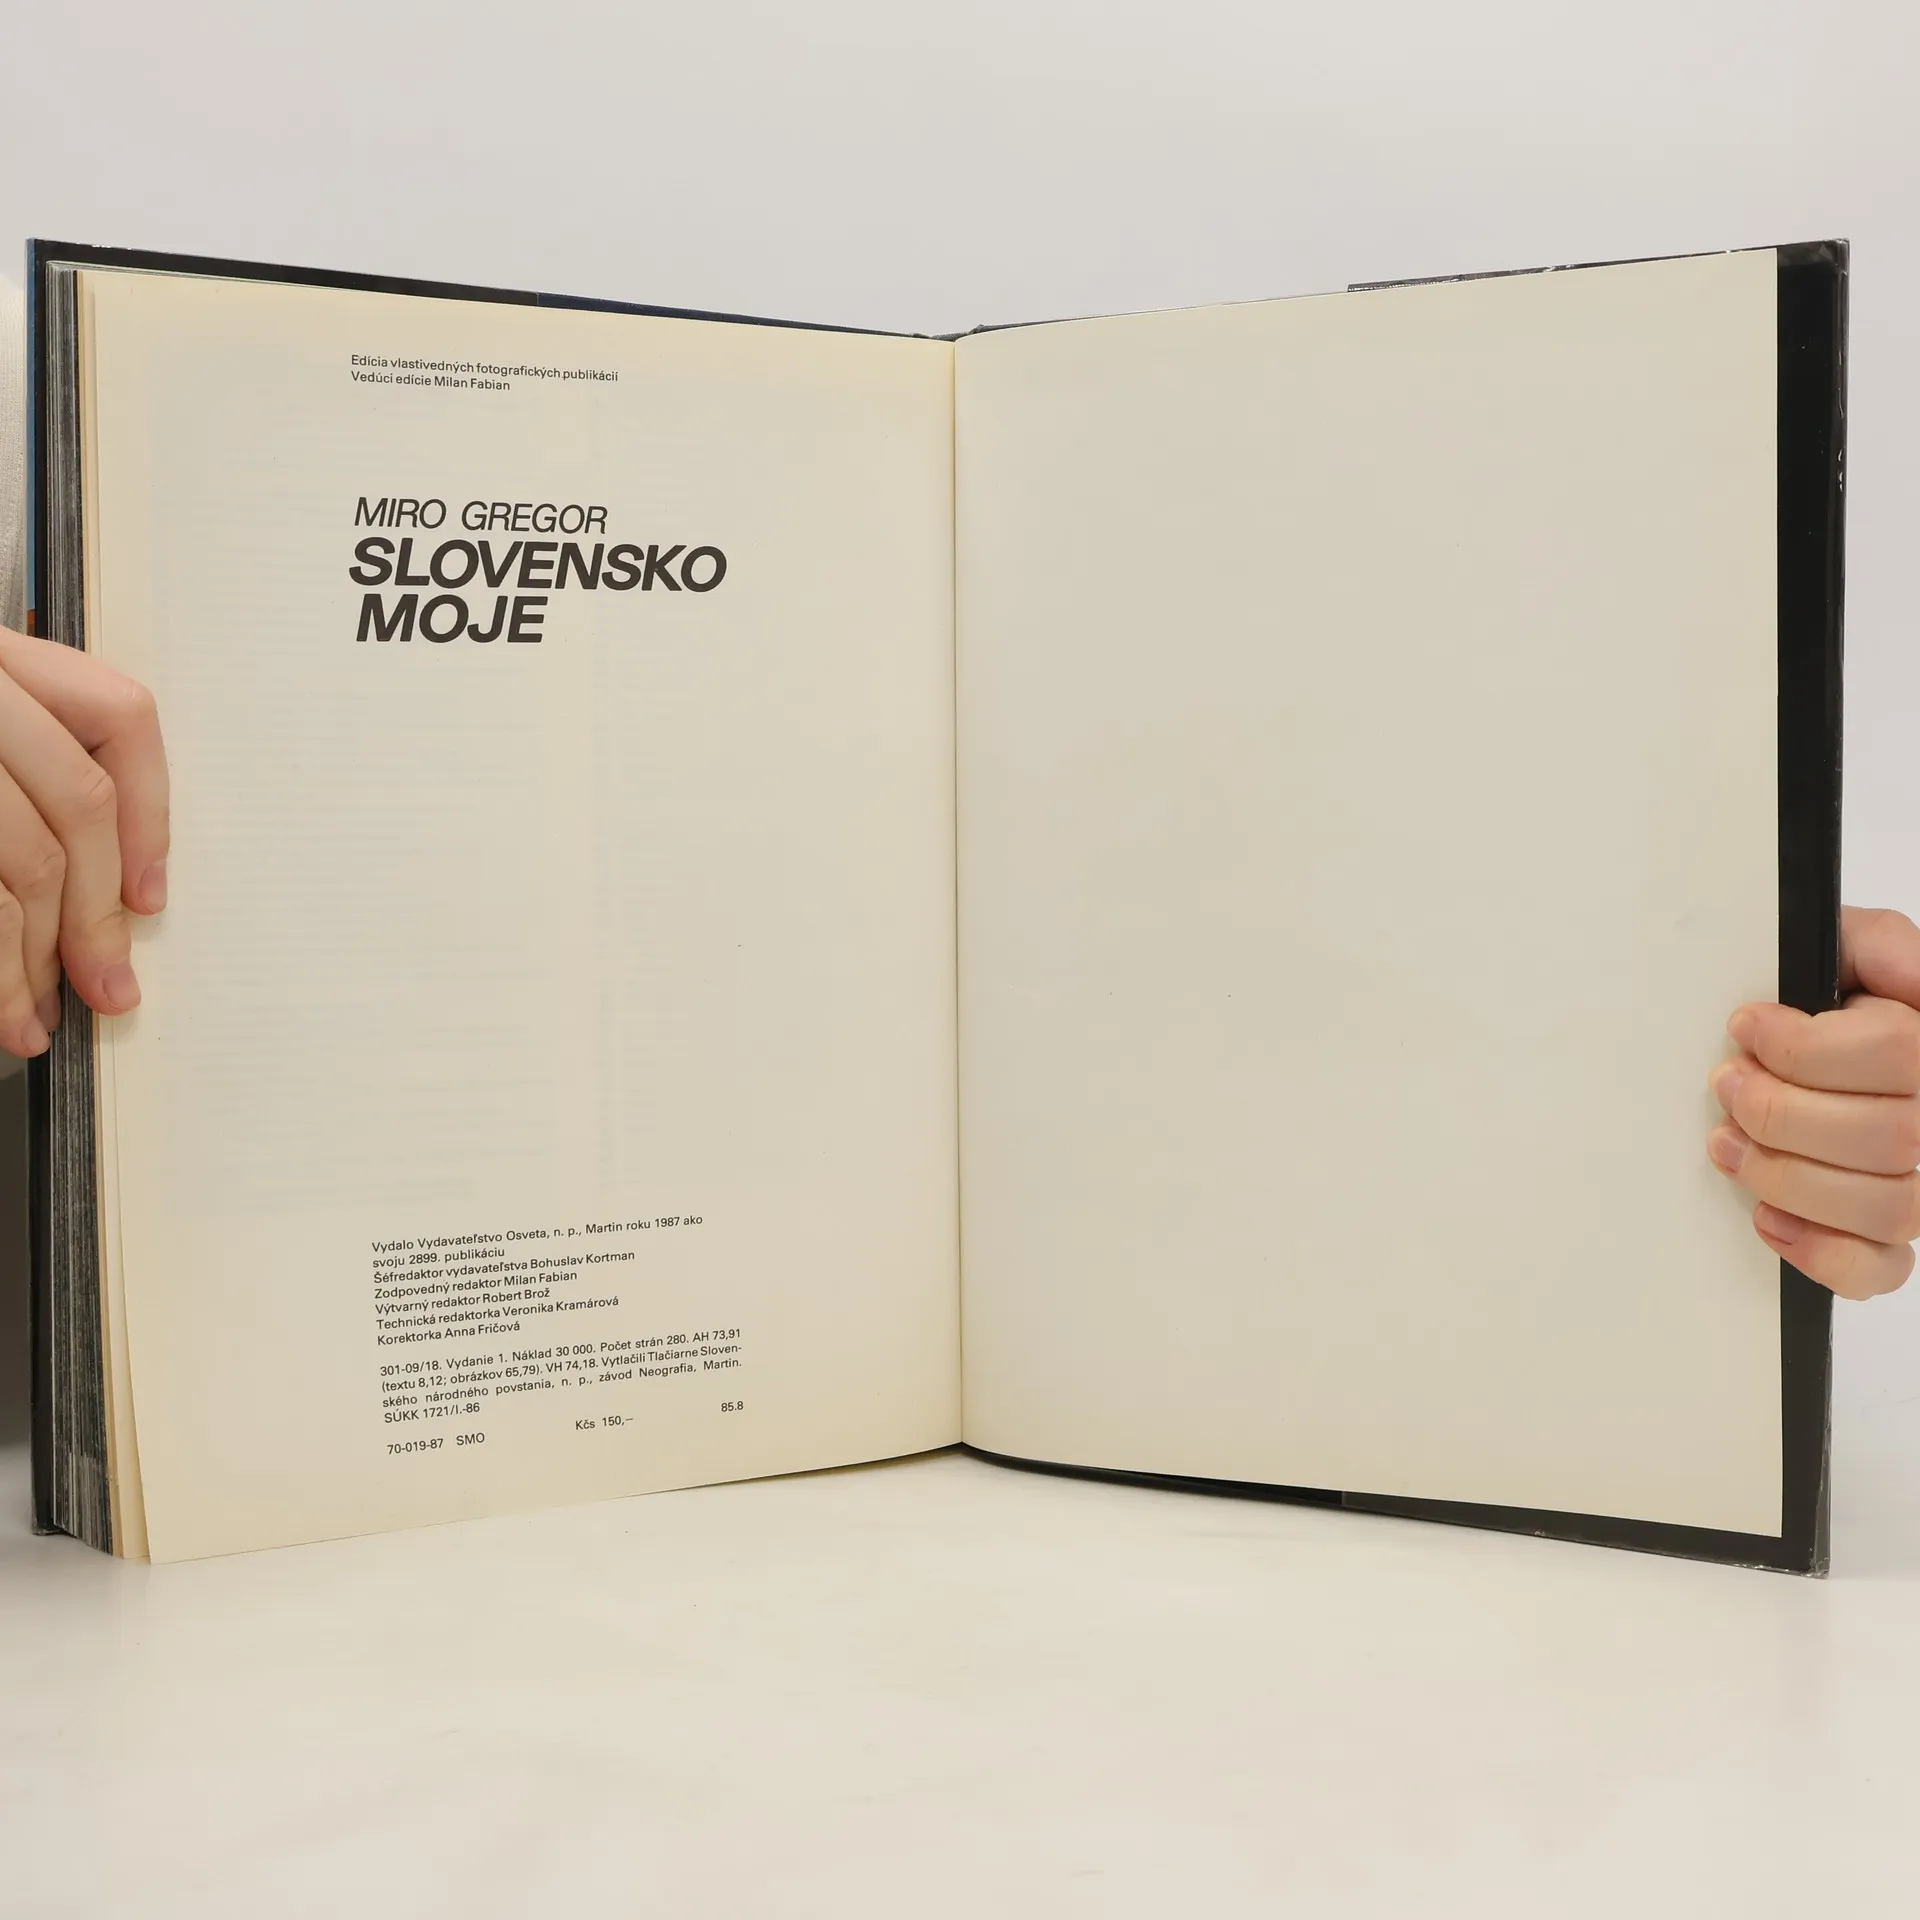 Edícia vlastivedných fotografických publikácií
Vedúci edície Milan Fabian
MIRO GREGOR
SLOVENSKO
MOJE
Vydalo Vydavateľstvo Osveta, n. p., Martin roku 1987 ako
svoju 2899. publikáciu
Šéfredaktor vydavateľstva Bohuslav Kortman
Zodpovedný redaktor Milan Fabian
Výtvarný redaktor Robert Brož
Technická redaktorka Veronika Kramárová
Korektorka Anna Fričová
301-09/18. Vydanie 1. Náklad 30 000. Počet strán 280. AH 73,91
(textu 8,12; obrázkov 65,79). VH 74,18. Vytlačili Tlačiarne Sloven-
ského národného povstania, n. p., závod Neografia, Martin.
SÚKK 1721/I.-86
70-019-87 SMO Kčs 150,– 85.8